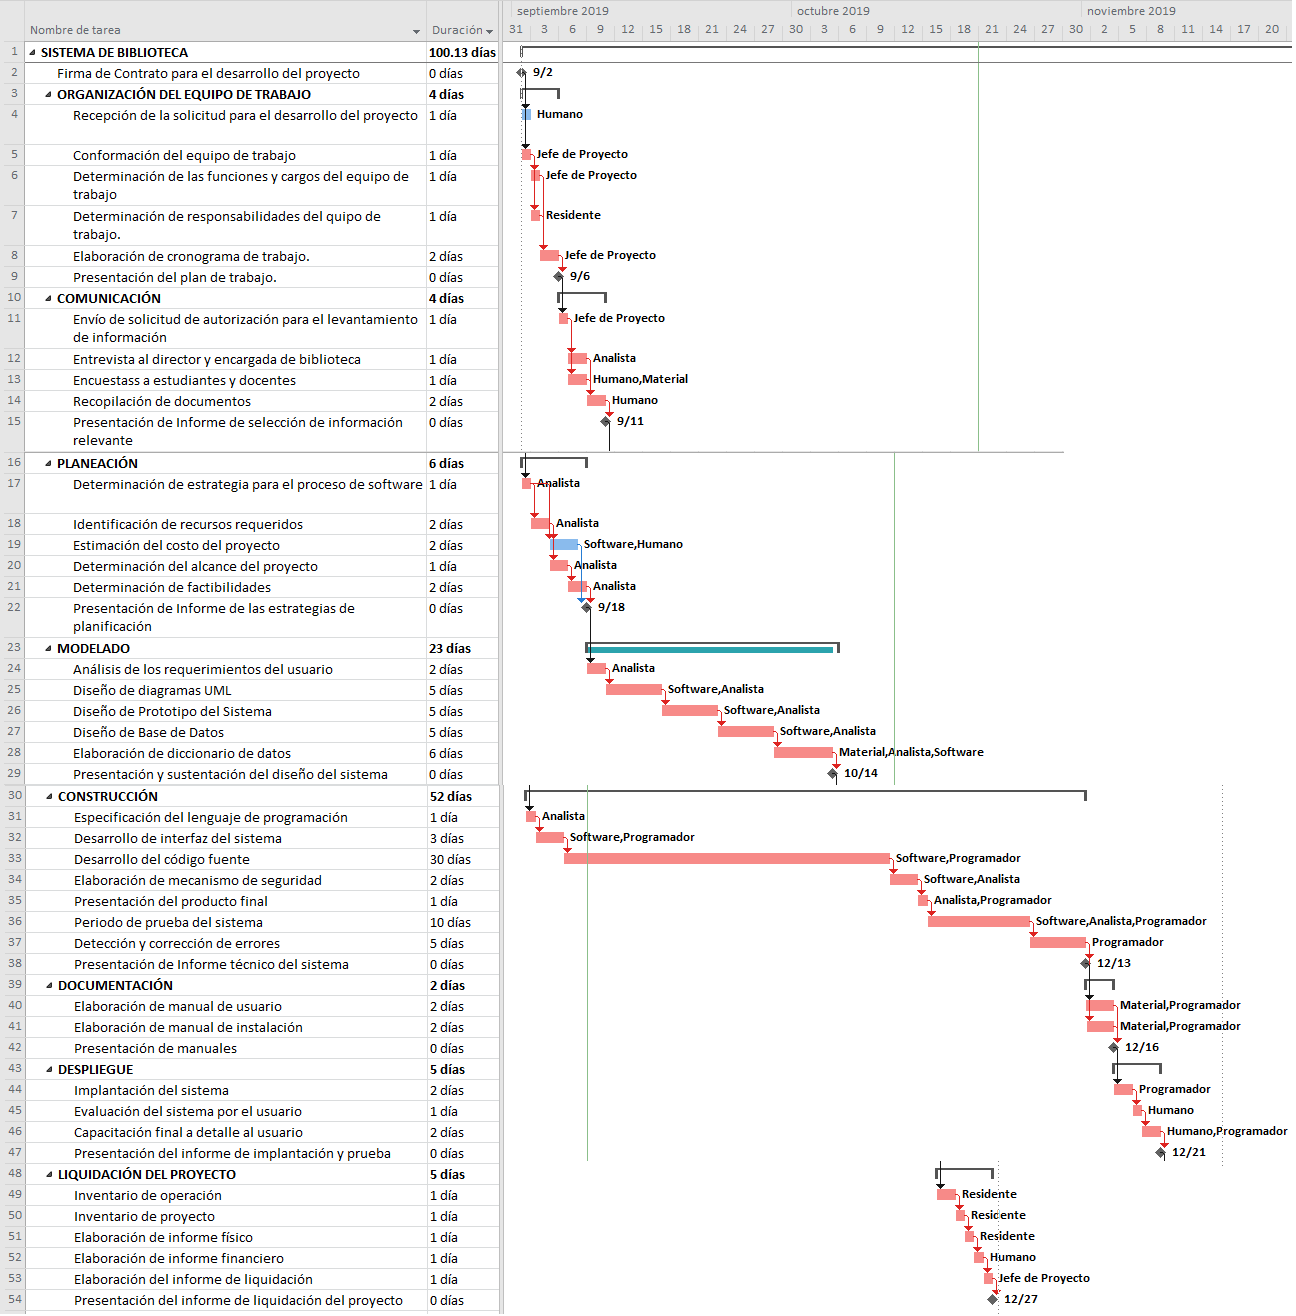 septiembre 2019 octubre 2019 noviembre 2019
Nombre de tarea Duración 31 3 6 9 12 15 18 21 24 27 30 3 6 9 12 15 18 21 24 27 30 2 5 8 11 14 17 20
1 SISTEMA DE BIBLIOTECA 100.13 días
2 Firma de Contrato para el desarrollo del proyecto 0 días 9/2
3 ORGANIZACIÓN DEL EQUIPO DE TRABAJO 4 días
4 Recepción de la solicitud para el desarrollo del proyecto 1 día Humano
5 Conformación del equipo de trabajo 1 día Jefe de Proyecto
6 Determinación de las funciones y cargos del equipo de 1 día Jefe de Proyecto
trabajo
7 Determinación de responsabilidades del quipo de 1 día Residente
trabajo.
8 Elaboración de cronograma de trabajo. 2 días Jefe de Proyecto
9 Presentación del plan de trabajo. 0 días 9/6
10 COMUNICACIÓN 4 días
11 Envío de solicitud de autorización para el levantamiento 1 día Jefe de Proyecto
de información
12 Entrevista al director y encargada de biblioteca 1 día Analista
13 Encuestass a estudiantes y docentes 1 día Humano,Material
14 Recopilación de documentos 2 días Humano
15 Presentación de Informe de selección de información 0 días 9/11
relevante
16 PLANEACIÓN 6 días
17 Determinación de estrategia para el proceso de software 1 día Analista
18 Identificación de recursos requeridos 2 días Analista
19 Estimación del costo del proyecto 2 días Software,Humano
20 Determinación del alcance del proyecto 1 día Analista
21 Determinación de factibilidades 2 días Analista
22 Presentación de Informe de las estrategias de 0 días 9/18
planificación
23 MODELADO 23 días
24 Análisis de los requerimientos del usuario 2 días Analista
25 Diseño de diagramas UML 5 días Software,Analista
26 Diseño de Prototipo del Sistema 5 días Software,Analista
27 Diseño de Base de Datos 5 días Software,Analista
28 Elaboración de diccionario de datos 6 días Material,Analista,Software
29 Presentación y sustentación del diseño del sistema 0 días 10/14
30 CONSTRUCCIÓN 52 días
31 Especificación del lenguaje de programación 1 día Analista
32 Desarrollo de interfaz del sistema 3 días Software,Programador
33 Desarrollo del código fuente 30 días Software,Programador
34 Elaboración de mecanismo de seguridad 2 días Software,Analista
35 Presentación del producto final 1 día Analista,Programador
36 Periodo de prueba del sistema 10 días Software,Analista,Programador
37 Detección y corrección de errores 5 días Programador
38 Presentación de Informe técnico del sistema 0 días 12/13
39 DOCUMENTACIÓN 2 días
40 Elaboración de manual de usuario 2 días Material,Programador
41 Elaboración de manual de instalación 2 días Material,Programador
42 Presentación de manuales 0 días 12/16
43 DESPLIEGUE 5 días
44 Implantación del sistema 2 días Programador
45 Evaluación del sistema por el usuario 1 día Humano
46 Capacitación final a detalle al usuario 2 días Humano,Programador
47 Presentación del informe de implantación y prueba 0 días 12/21
48 LIQUIDACIÓN DEL PROYECTO 5 días
49 Inventario de operación 1 día Residente
50 Inventario de proyecto 1 día Residente
51 Elaboración de informe físico 1 día Residente
52 Elaboración de informe financiero 1 día Humano
53 Elaboración del informe de liquidación 1 día Jefe de Proyecto
54 Presentación del informe de liquidación del proyecto 0 días 12/27